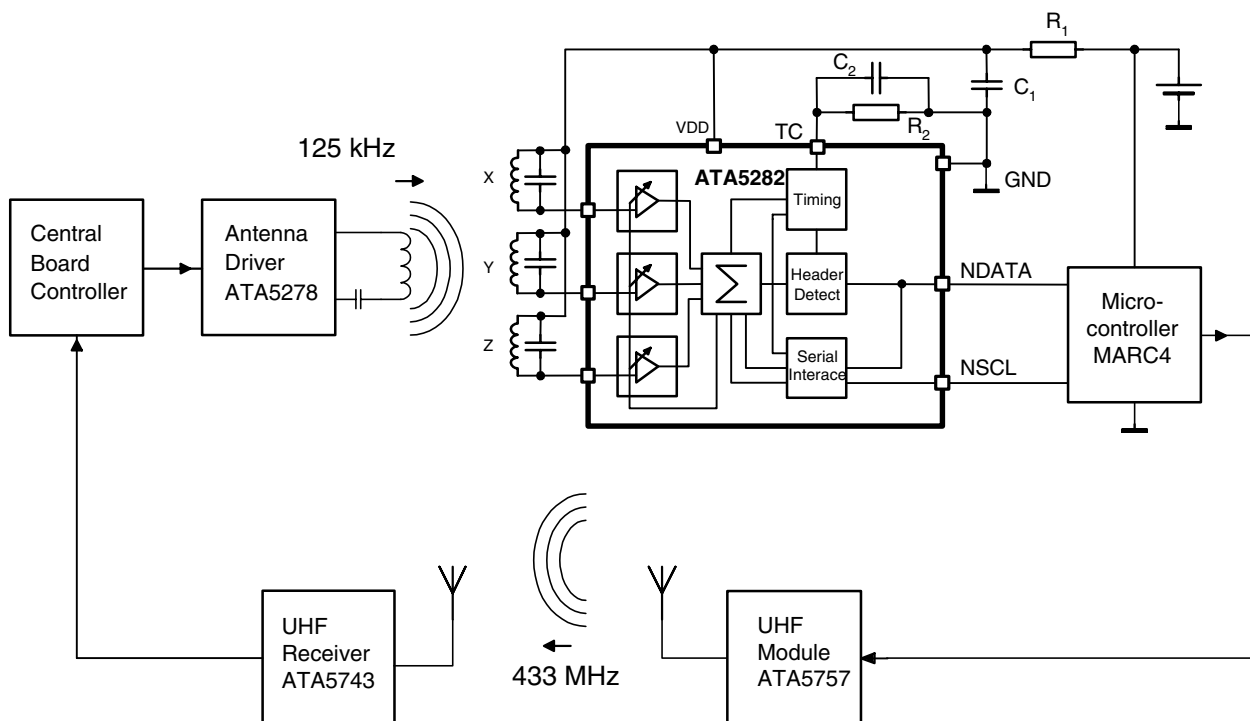 R1
C2
C1
R2
VDD
TC
125 kHz
X
ATA5282
GND
Timing
Central
Board
Controller
Antenna
Driver
ATA5278
Y
Header
Detect
NDATA
Micro-
controller
MARC4
Z
Serial
Interace
NSCL
UHF
Receiver
ATA5743
433 MHz
UHF
Module
ATA5757